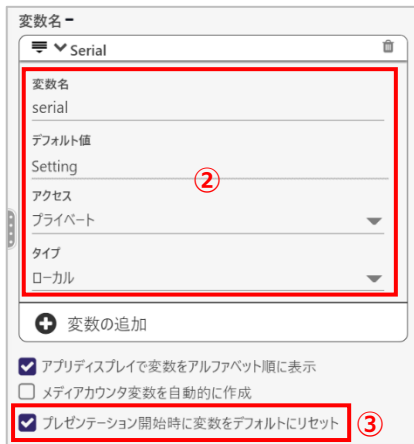 変数名 -
Serial
変数名
serial
デフォルト値
Setting
②
アクセス
プライベート
タイプ
ローカル
変数の追加
アプリディスプレイで変数をアルファベット順に表示
メディアカウンタ変数を自動的に作成
プレゼンテーション開始時に変数をデフォルトにリセット ③